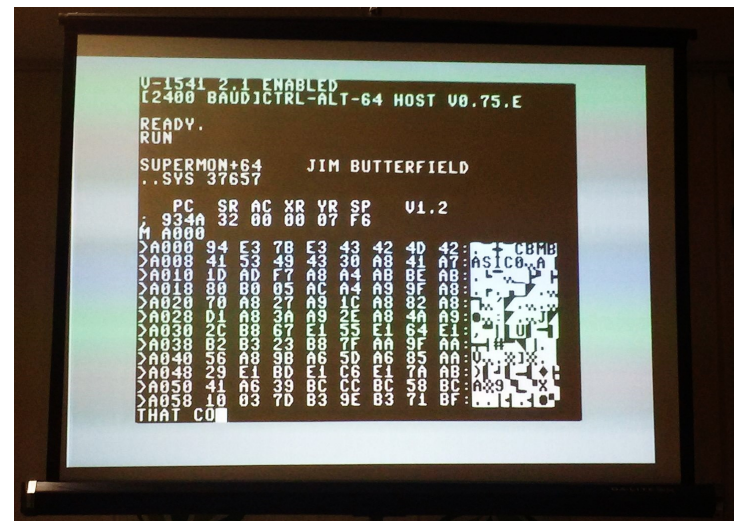 V-1541 2.1 ENABLED
[2400 BAUD]CTRL-ALT-64 HOST V0.75.E
READY.
RUN
SUPERMON+64 JIM BUTTERFIELD
..SYS 37657
PC SR AC XR YR SP V1.2
; 934A 32 00 00 07 F6
M A000
>A000 94 E3 7B E3 43 42 4D 42: CBMB
>A008 41 53 49 43 30 A8 41 A7:ASIC0 A
>A010 1D AD F7 A8 A4 AB BE AB:
>A018 80 B0 05 AC A4 A9 9F A8:
>A020 70 A8 27 A9 1C A8 82 A8:
>A028 D1 A8 3A A9 2E A8 4A A9: J
>A030 2C B8 67 E1 55 E1 64 E1: U
>A038 B2 B3 23 B8 7F AA 9F AA: #
>A040 56 A8 9B A6 5D A6 85 AA:V ]
>A048 29 E1 BD E1 C6 E1 7A AB:
>A050 41 A6 39 BC CC BC 58 BC:A 9 X
>A058 10 03 7D B3 9E B3 71 BF:
THAT CO